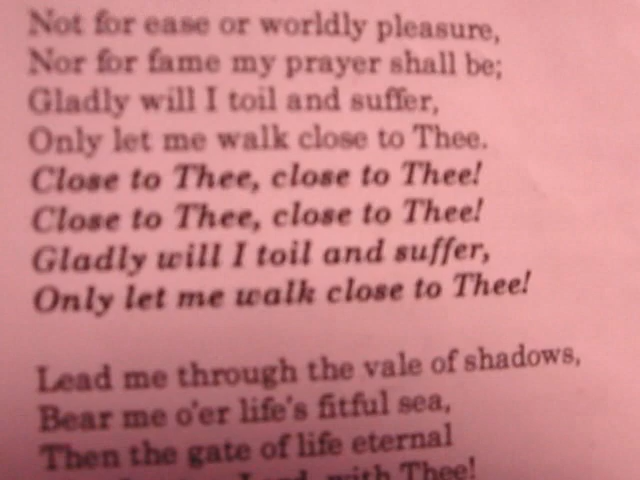 Not for ease or worldly pleasure,
Nor for fame my prayer shall be;
Gladly will I toil and suffer,
Only let me walk close to Thee.
Close to Thee, close to Thee!
Close to Thee, close to Thee!
Gladly will I toil and suffer,
Only let me walk close to Thee!
Lead me through the vale of shadows,
Bear me o'er life's fitful sea,
Then the gate of life eternal
Lord, with Thee!